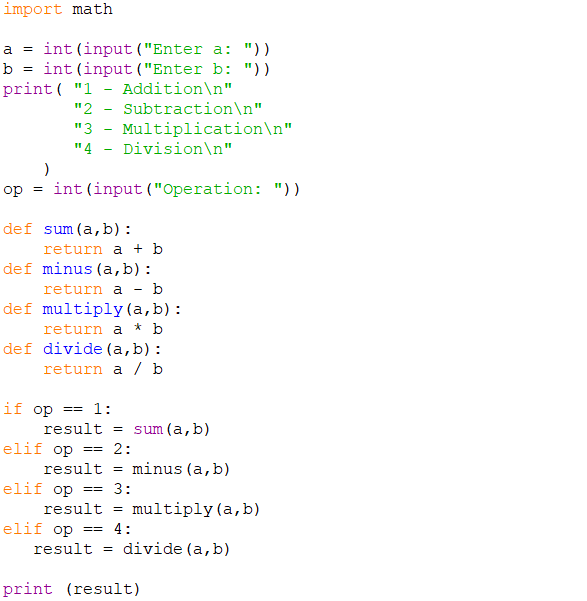 import math

a = int(input("Enter a: "))
b = int(input("Enter b: "))
print( "1 - Addition\n"
       "2 - Subtraction\n"
       "3 - Multiplication\n"
       "4 - Division\n"
    )
op = int(input("Operation: "))

def sum(a,b):
    return a + b
def minus(a,b):
    return a - b
def multiply(a,b):
    return a * b
def divide(a,b):
    return a / b

if op == 1:
    result = sum(a,b)
elif op == 2:
    result = minus(a,b)
elif op == 3:
    result = multiply(a,b)
elif op == 4:
   result = divide(a,b)

print (result)